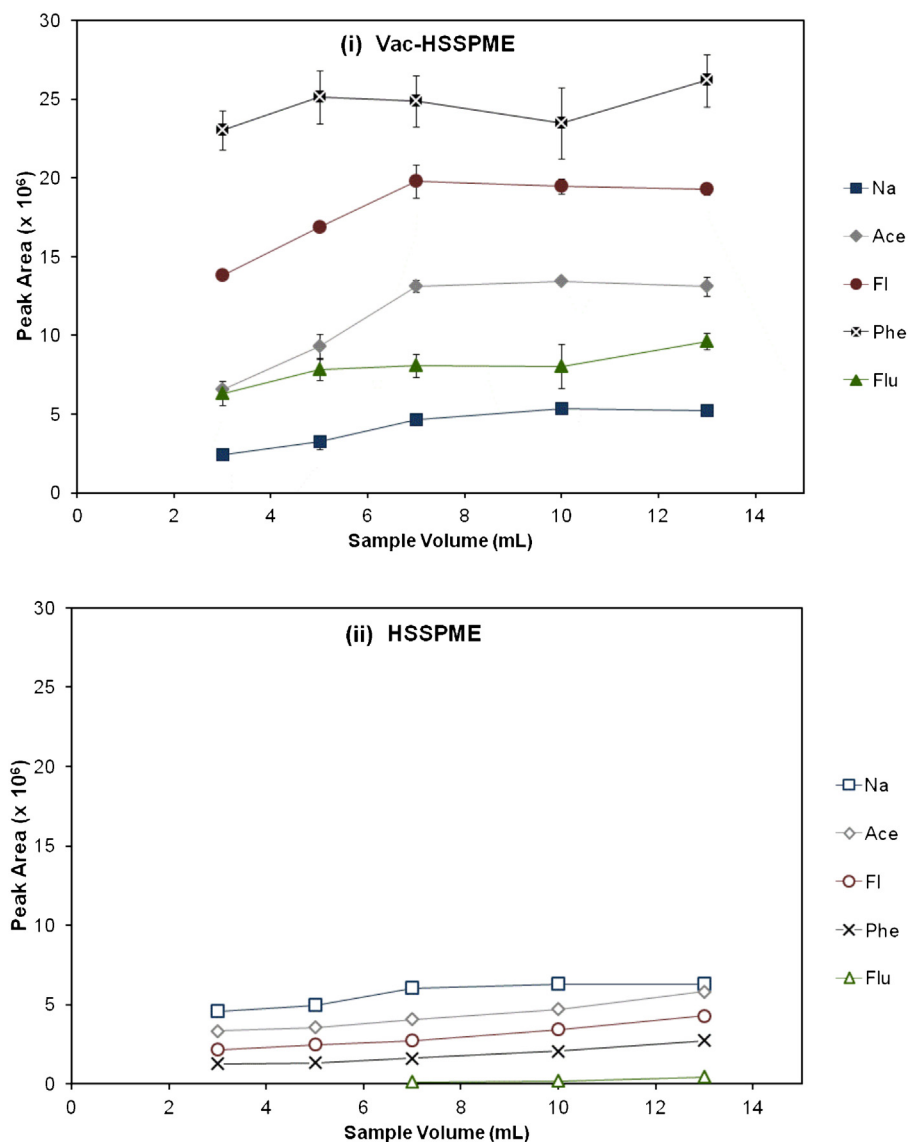 (i) Vac-HSSPME
30
25
20
15
10
5
0
Peak Area (x 10⁶)
0 2 4 6 8 10 12 14
Sample Volume (mL)
Na
Ace
Fl
Phe
Flu
(ii) HSSPME
30
25
20
15
10
5
0
Peak Area (x 10⁶)
0 2 4 6 8 10 12 14
Sample Volume (mL)
Na
Ace
Fl
Phe
Flu